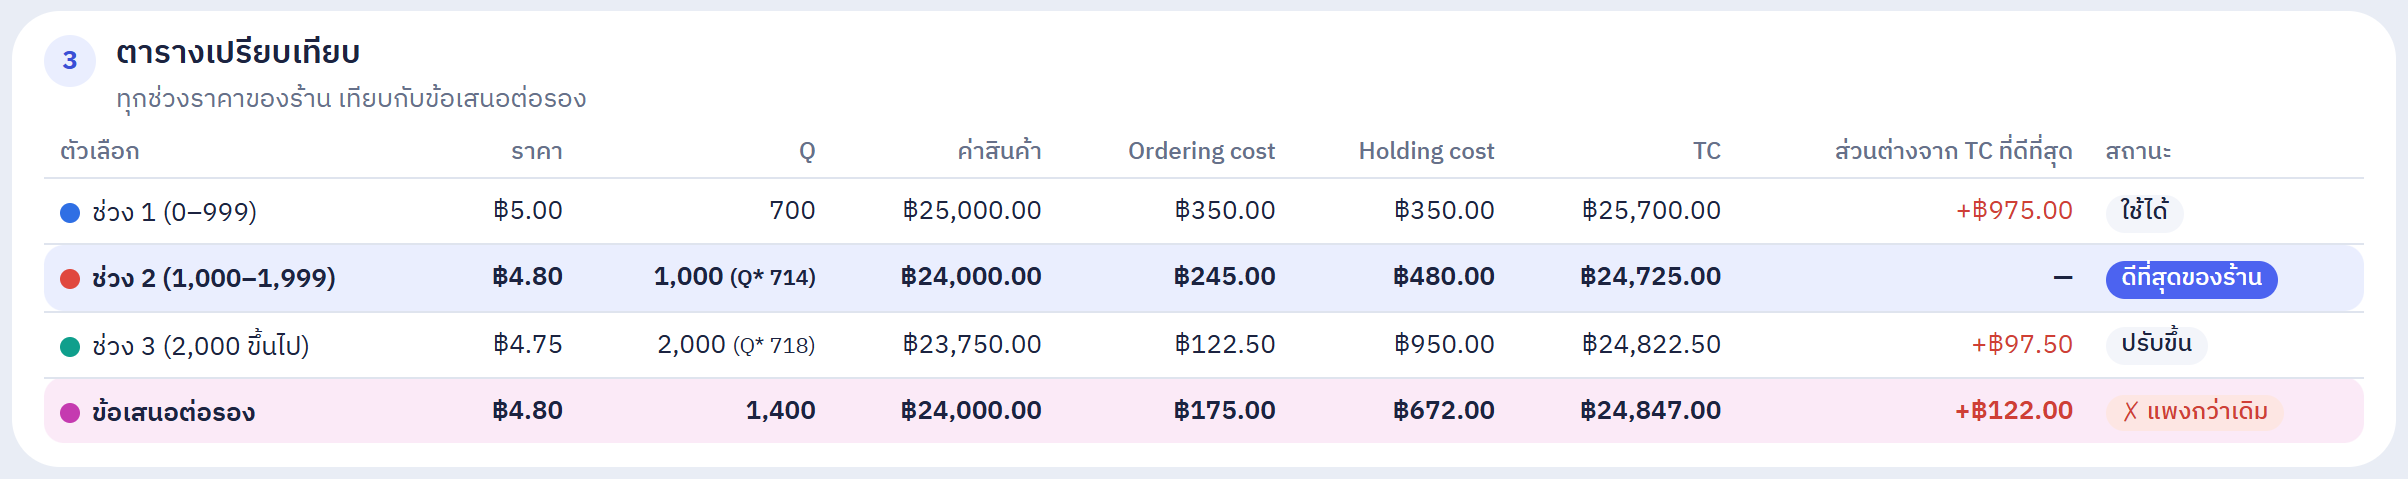 3 ตารางเปรียบเทียบ
ทุกช่วงราคาของร้าน เทียบกับข้อเสนอต่อรอง
ตัวเลือก ราคา Q ค่าสินค้า Ordering cost Holding cost TC ส่วนต่างจาก TC ที่ดีที่สุด สถานะ
ช่วง 1 (0–999) ฿5.00 700 ฿25,000.00 ฿350.00 ฿350.00 ฿25,700.00 +฿975.00 ใช้ได้
ช่วง 2 (1,000–1,999) ฿4.80 1,000 (Q* 714) ฿24,000.00 ฿245.00 ฿480.00 ฿24,725.00 – ดีที่สุดของร้าน
ช่วง 3 (2,000 ขึ้นไป) ฿4.75 2,000 (Q* 718) ฿23,750.00 ฿122.50 ฿950.00 ฿24,822.50 +฿97.50 ปรับขึ้น
ข้อเสนอต่อรอง ฿4.80 1,400 ฿24,000.00 ฿175.00 ฿672.00 ฿24,847.00 +฿122.00 ✗ แพงกว่าเดิม